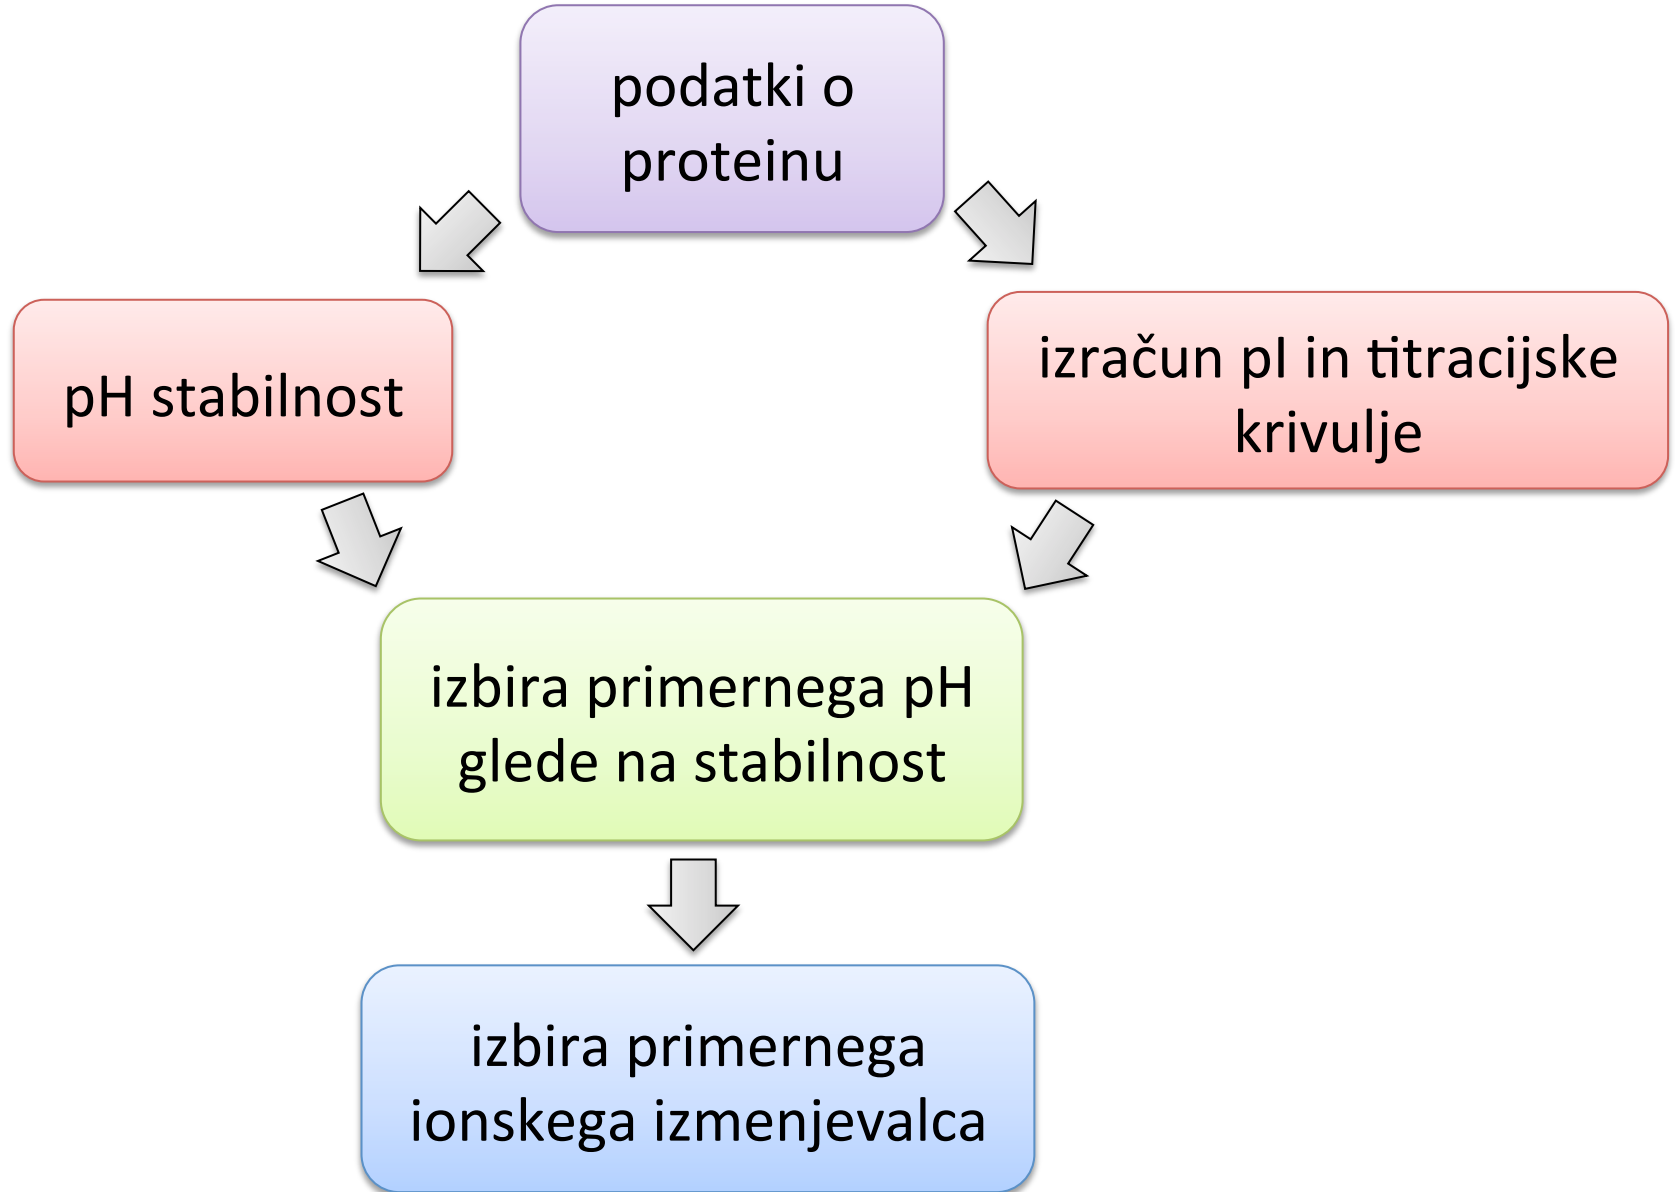 podatki o
proteinu
pH stabilnost
izračun pI in titracijske
krivulje
izbira primernega pH
glede na stabilnost
izbira primernega
ionskega izmenjevalca